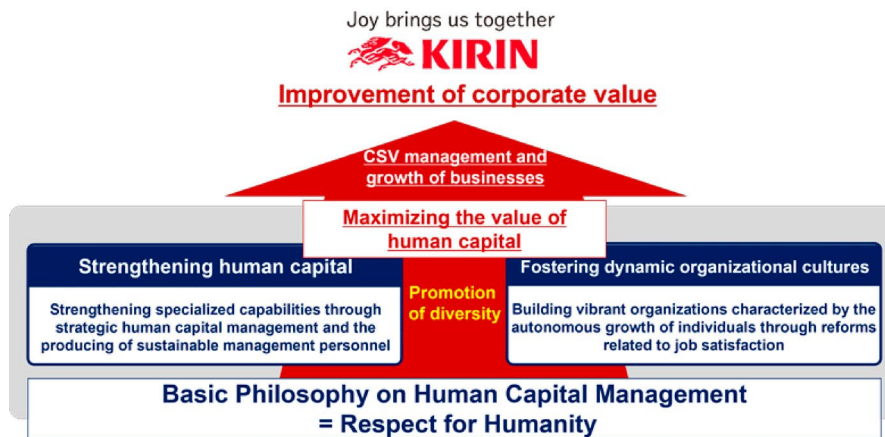 Joy brings us together
KIRIN
Improvement of corporate value
CSV management and
growth of businesses
Maximizing the value of
human capital
Strengthening human capital
Strengthening specialized capabilities through
strategic human capital management and the
producing of sustainable management personnel
Promotion
of diversity
Fostering dynamic organizational cultures
Building vibrant organizations characterized by the
autonomous growth of individuals through reforms
related to job satisfaction
Basic Philosophy on Human Capital Management
= Respect for Humanity